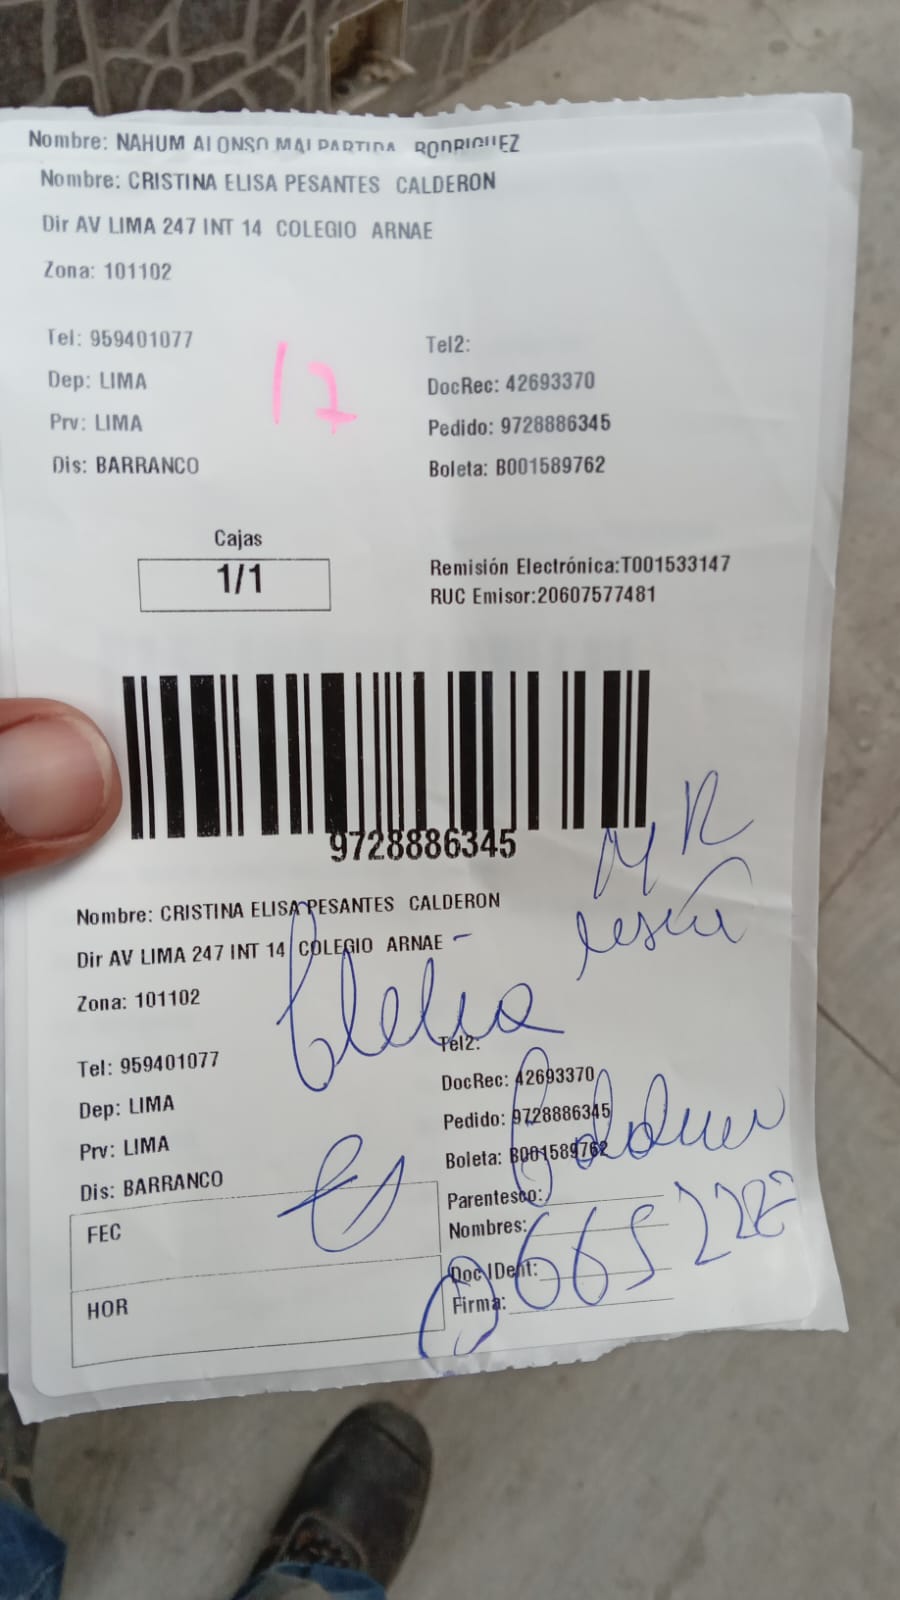 Nombre: NAHUM ALONSO MALPARTIDA RODRIGUEZ
Nombre: CRISTINA ELISA PESANTES CALDERON
Dir AV LIMA 247 INT 14 COLEGIO ARNAE
Zona: 101102
Tel: 959401077
Tel2:
Dep: LIMA
DocRec: 42693370
Prv: LIMA
Pedido: 9728886345
Dis: BARRANCO
Boleta: B001589762
17
Cajas
1/1
Remisión Electrónica:T001533147
RUC Emisor:20607577481
9728886345
Nombre: CRISTINA ELISA PESANTES CALDERON
Dir AV LIMA 247 INT 14 COLEGIO ARNAE
Zona: 101102
Tel: 959401077
Tel2:
Dep: LIMA
DocRec: 42693370
Prv: LIMA
Pedido: 9728886345
Dis: BARRANCO
Boleta: B001589762
Parentesco:
Nombres:
Doc IDent:
Firma:
FEC
HOR